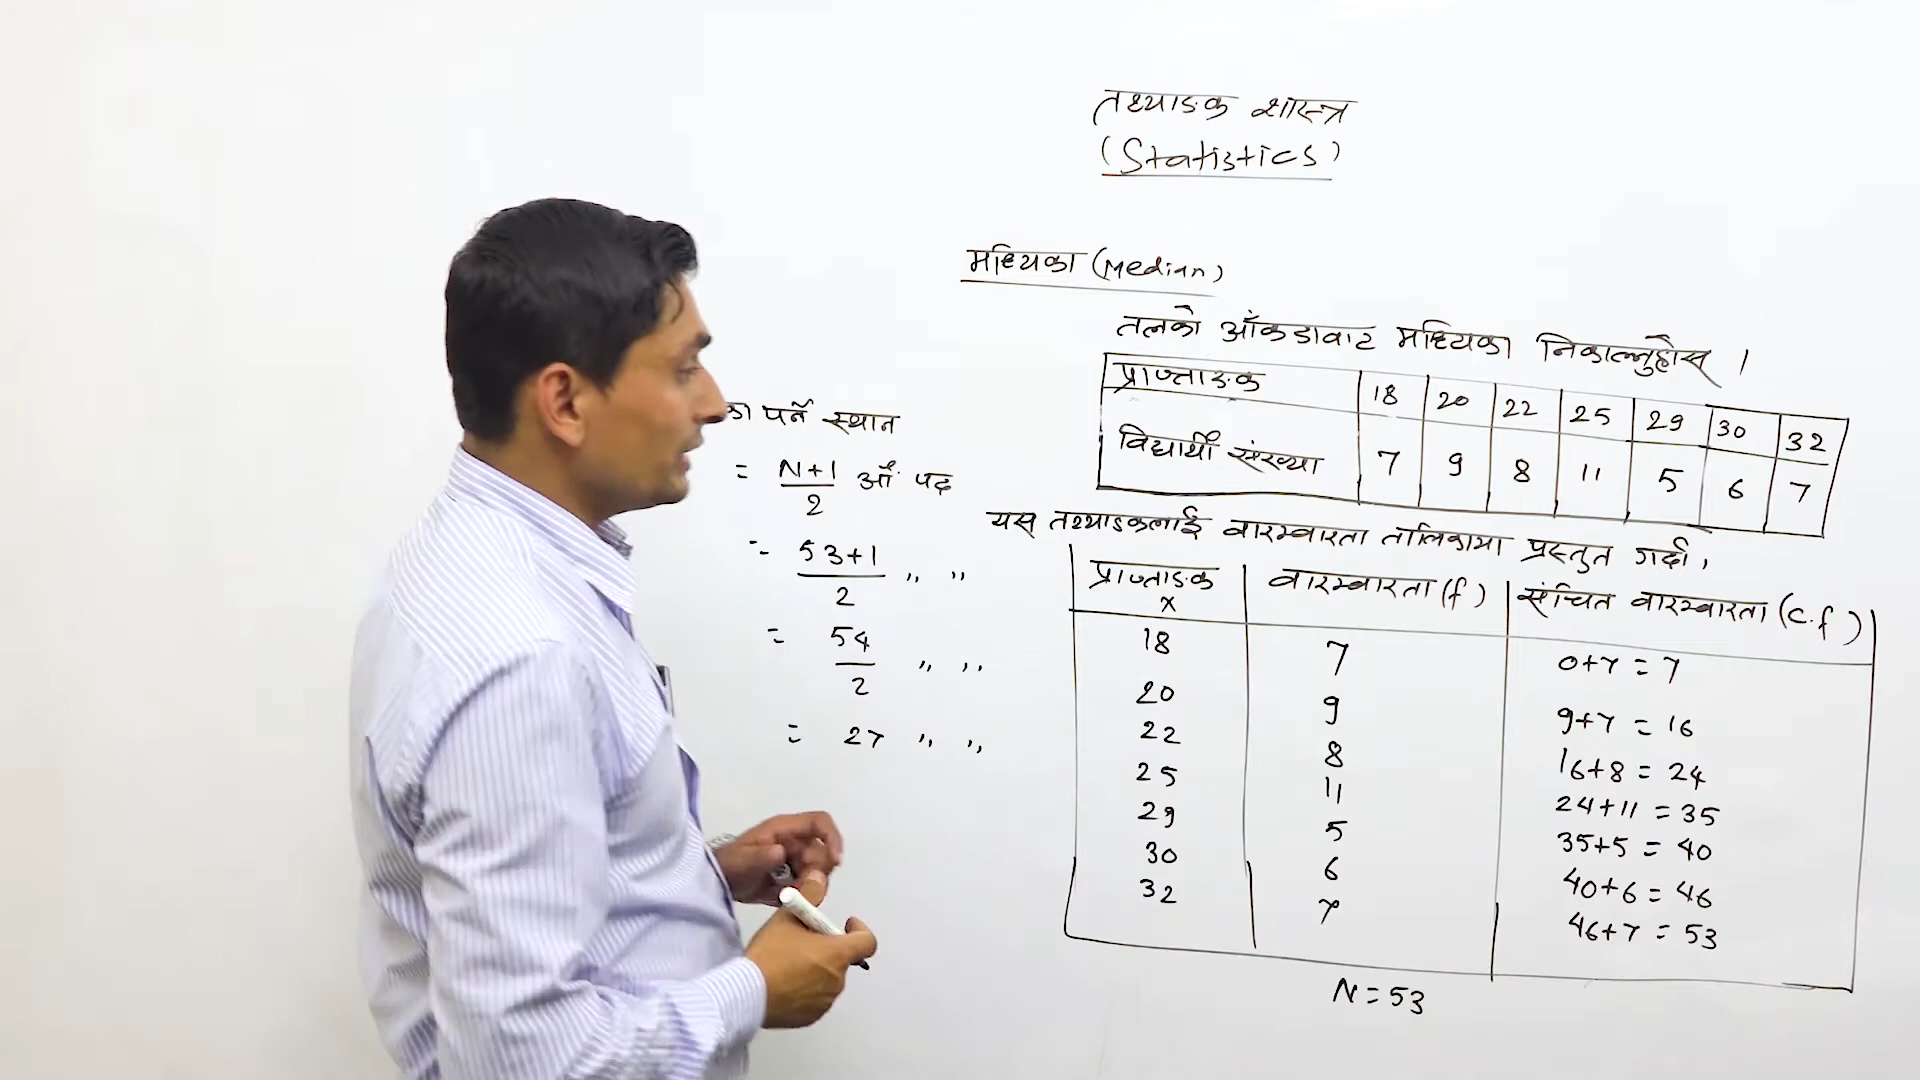 तथ्याङ्क शास्त्र
(Statistics)
मध्यिका (Median)
तलको आँकडाबाट मध्यिका निकाल्नुहोस् ।
प्राप्ताङ्क 18 20 22 25 29 30 32
विद्यार्थी संख्या 7 9 8 11 5 6 7
यस तथ्याङ्कलाई वारम्वारता तालिकामा प्रस्तुत गर्दा,
प्राप्ताङ्क x वारम्वारता (f) संचित वारम्वारता (c.f)
18 7 0+7 = 7
20 9 9+7 = 16
22 8 16+8 = 24
25 11 24+11 = 35
29 5 35+5 = 40
30 6 40+6 = 46
32 7 46+7 = 53
N = 53
पर्ने स्थान
= N+1/2 औं पद
= 53+1/2 " "
= 54/2 " "
= 27 " "